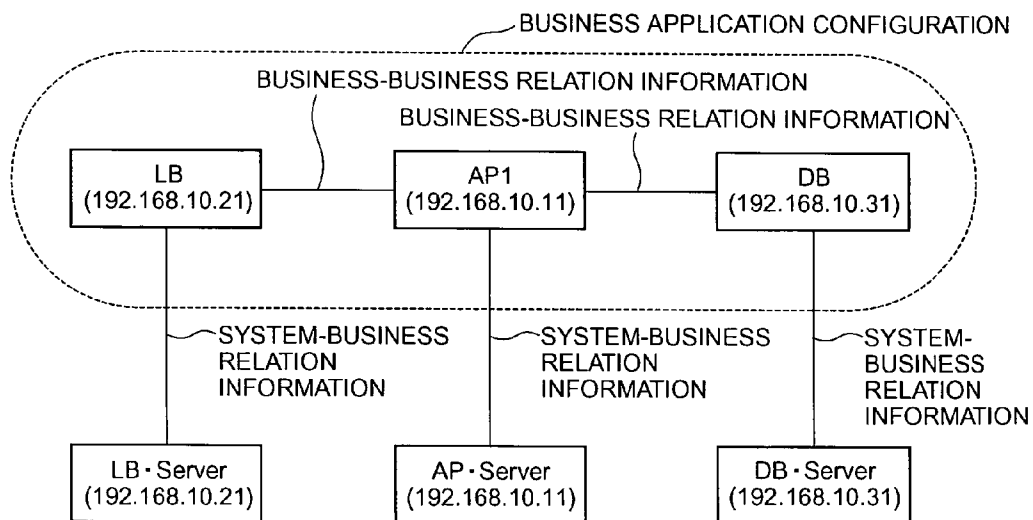 BUSINESS APPLICATION CONFIGURATION
BUSINESS-BUSINESS RELATION INFORMATION
BUSINESS-BUSINESS RELATION INFORMATION
LB
(192.168.10.21)
AP1
(192.168.10.11)
DB
(192.168.10.31)
SYSTEM-BUSINESS
RELATION
INFORMATION
SYSTEM-BUSINESS
RELATION
INFORMATION
SYSTEM-
BUSINESS
RELATION
INFORMATION
LB・Server
(192.168.10.21)
AP・Server
(192.168.10.11)
DB・Server
(192.168.10.31)